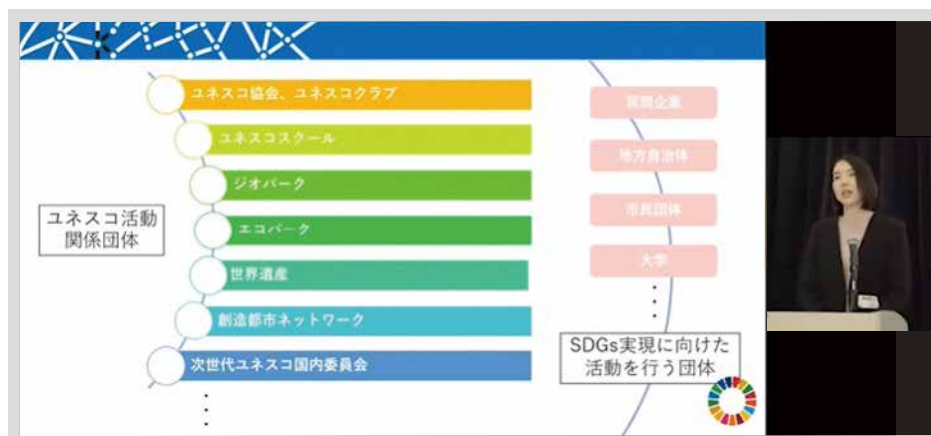 ユネスコ協会、ユネスコクラブ
ユネスコスクール
ジオパーク
エコパーク
世界遺産
創造都市ネットワーク
次世代ユネスコ国内委員会
ユネスコ活動
関係団体
民間企業
地方自治体
市民団体
大学
SDGs実現に向けた
活動を行う団体